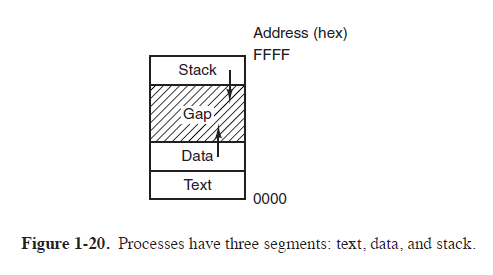 Address (hex)
FFFF
Stack
Gap
Data
Text
0000
Figure 1-20. Processes have three segments: text, data, and stack.